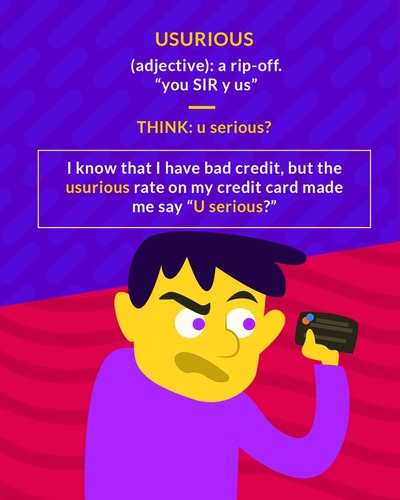 USURIOUS
(adjective): a rip-off.
“you SIR y us”
THINK: u serious?
I know that I have bad credit, but the
usurious rate on my credit card made
me say “U serious?”